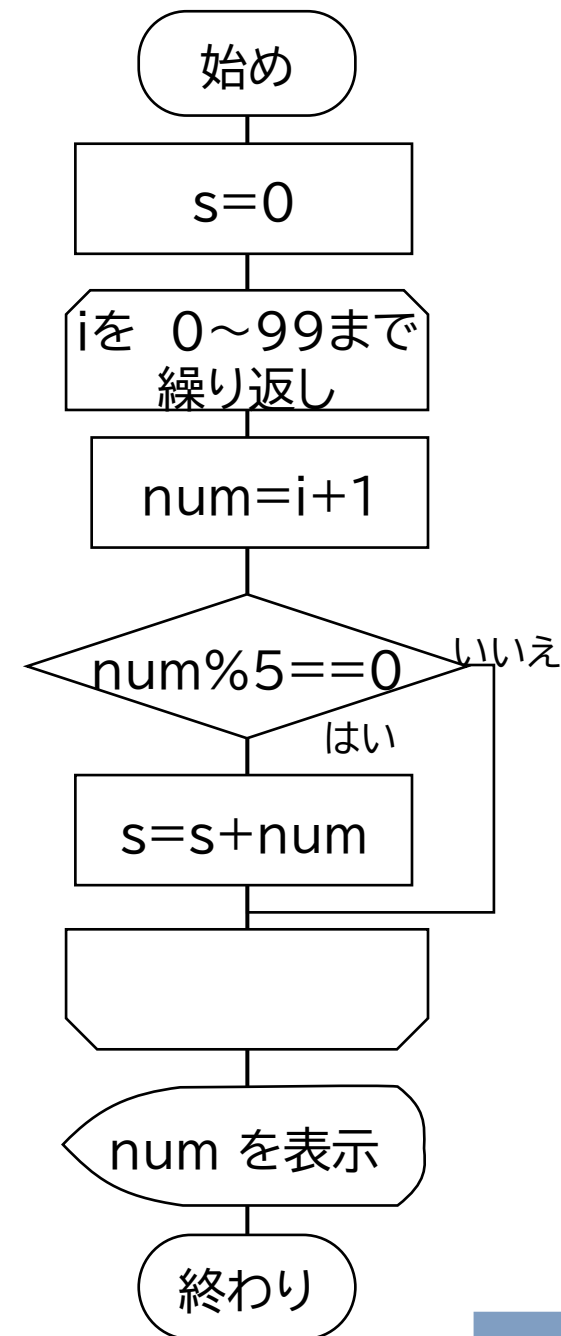 始め
s=0
iを　0～99まで
繰り返し
num=i+1
num%5==0
いいえ
はい
s=s+num
num を表示
終わり